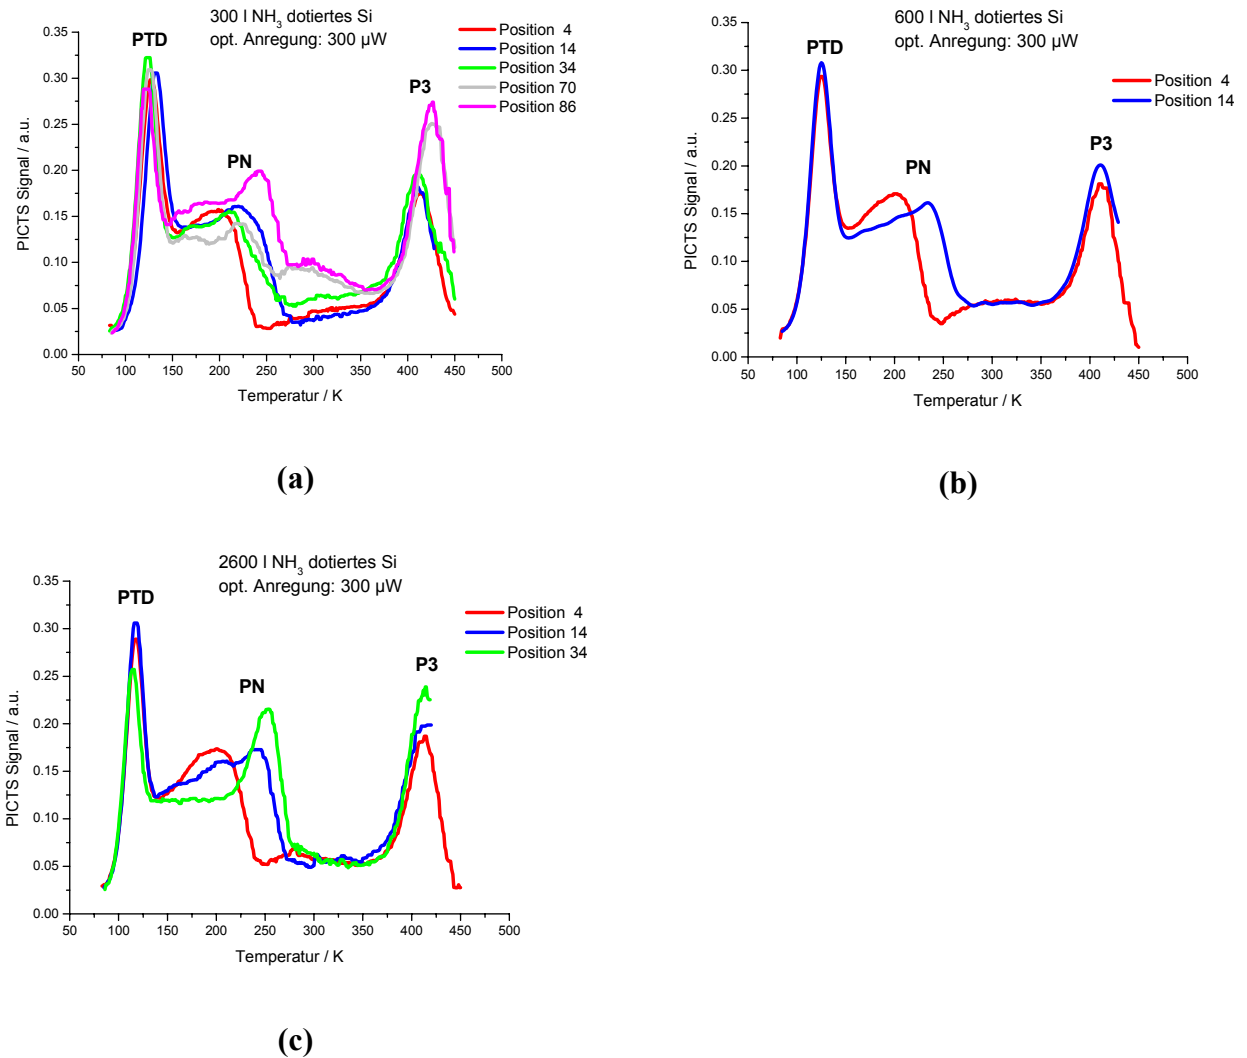 300 l NH3 dotiertes Si
opt. Anregung: 300 µW
PTD
PN
P3
Position 4
Position 14
Position 34
Position 70
Position 86
PICTS Signal / a.u.
0.35
0.30
0.25
0.20
0.15
0.10
0.05
0.00
50 100 150 200 250 300 350 400 450 500
Temperatur / K
(a)
600 l NH3 dotiertes Si
opt. Anregung: 300 µW
PTD
PN
P3
Position 4
Position 14
PICTS Signal / a.u.
0.35
0.30
0.25
0.20
0.15
0.10
0.05
0.00
50 100 150 200 250 300 350 400 450 500
Temperatur / K
(b)
2600 l NH3 dotiertes Si
opt. Anregung: 300 µW
PTD
PN
P3
Position 4
Position 14
Position 34
PICTS Signal / a.u.
0.35
0.30
0.25
0.20
0.15
0.10
0.05
0.00
50 100 150 200 250 300 350 400 450 500
Temperatur / K
(c)